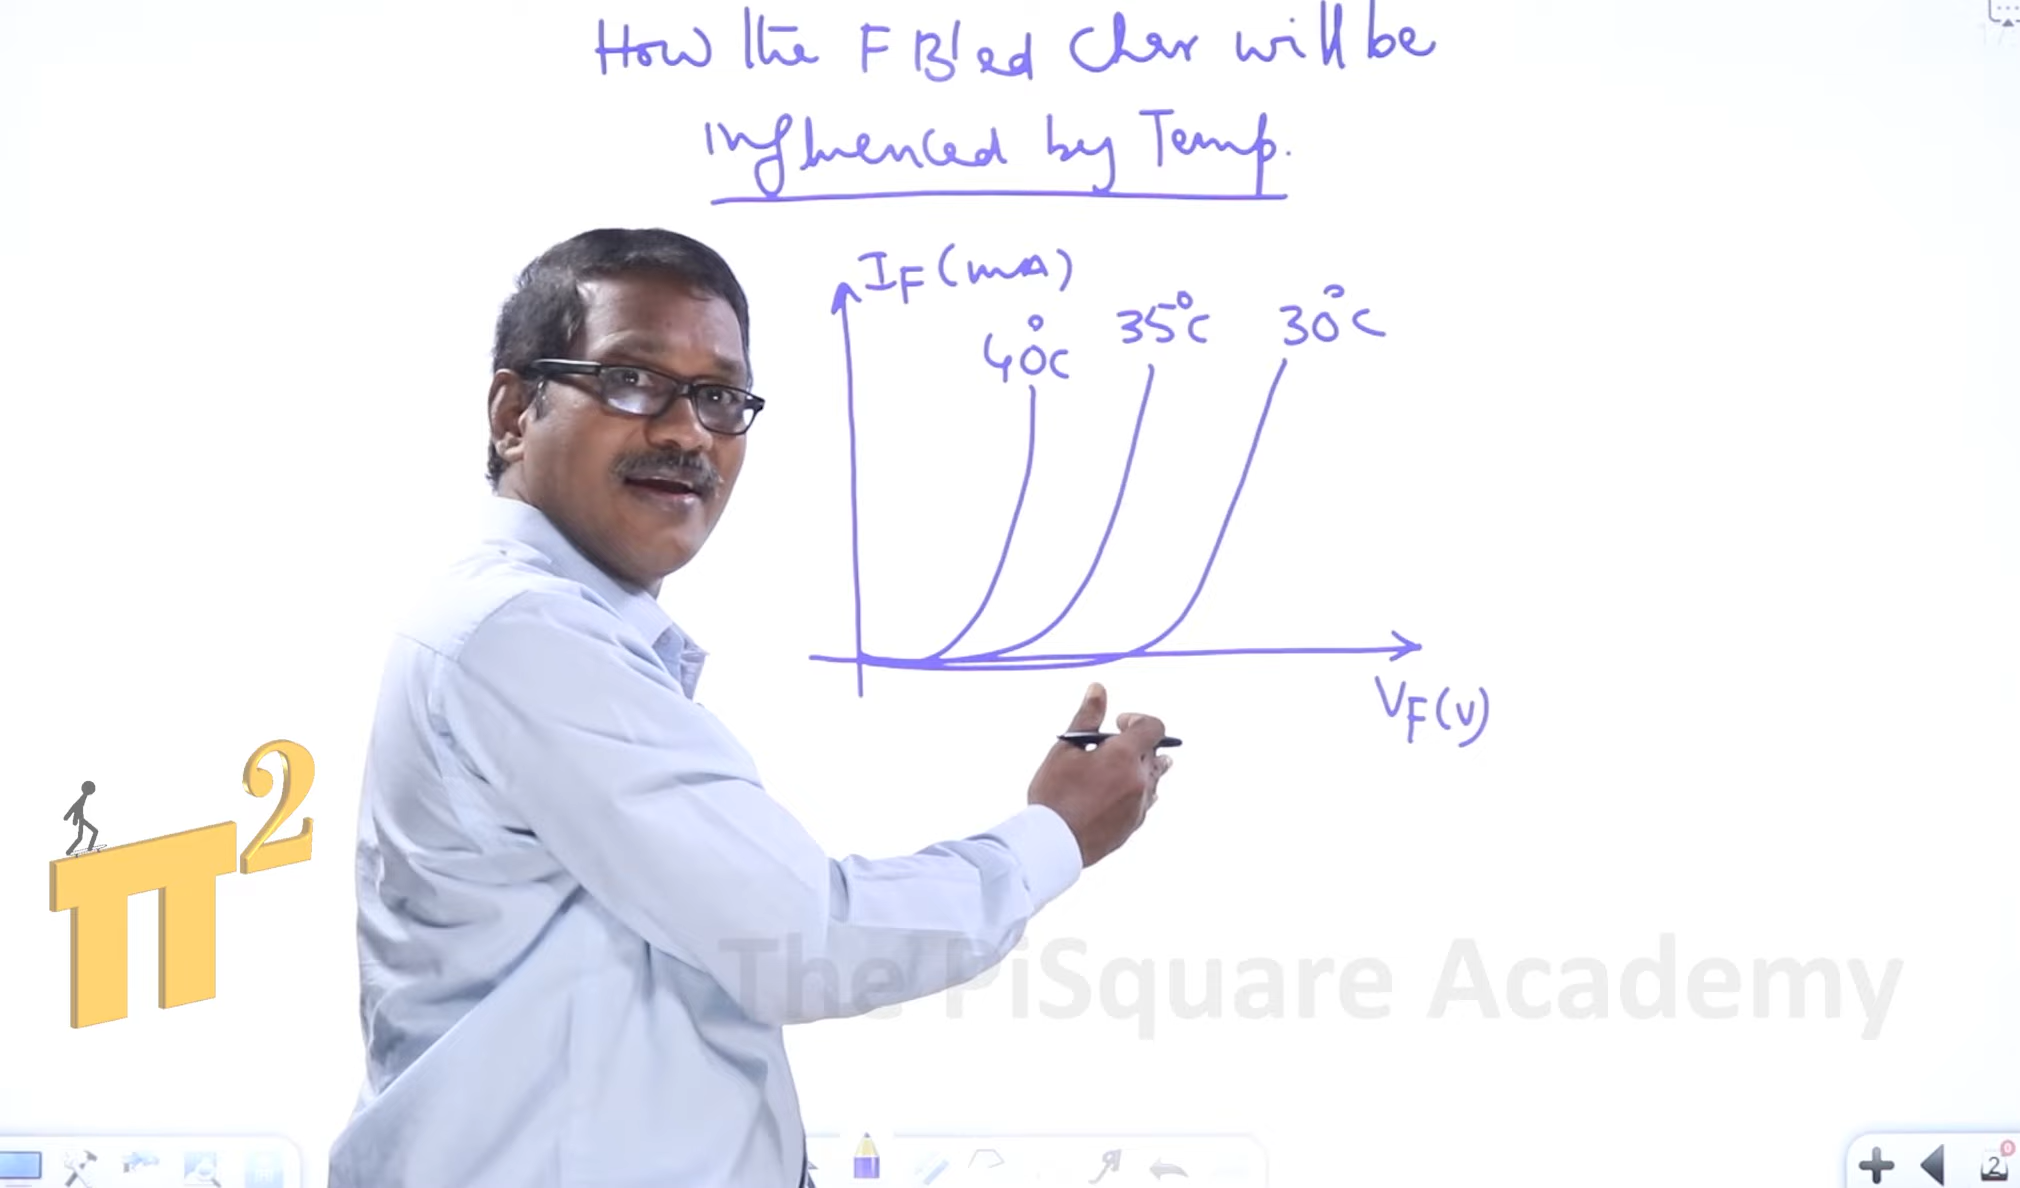 How the F B'ed Char will be
influenced by Temp.
IF (mA)
40°C
35°C
30°C
VF (V)
π2
The PiSquare Academy
2